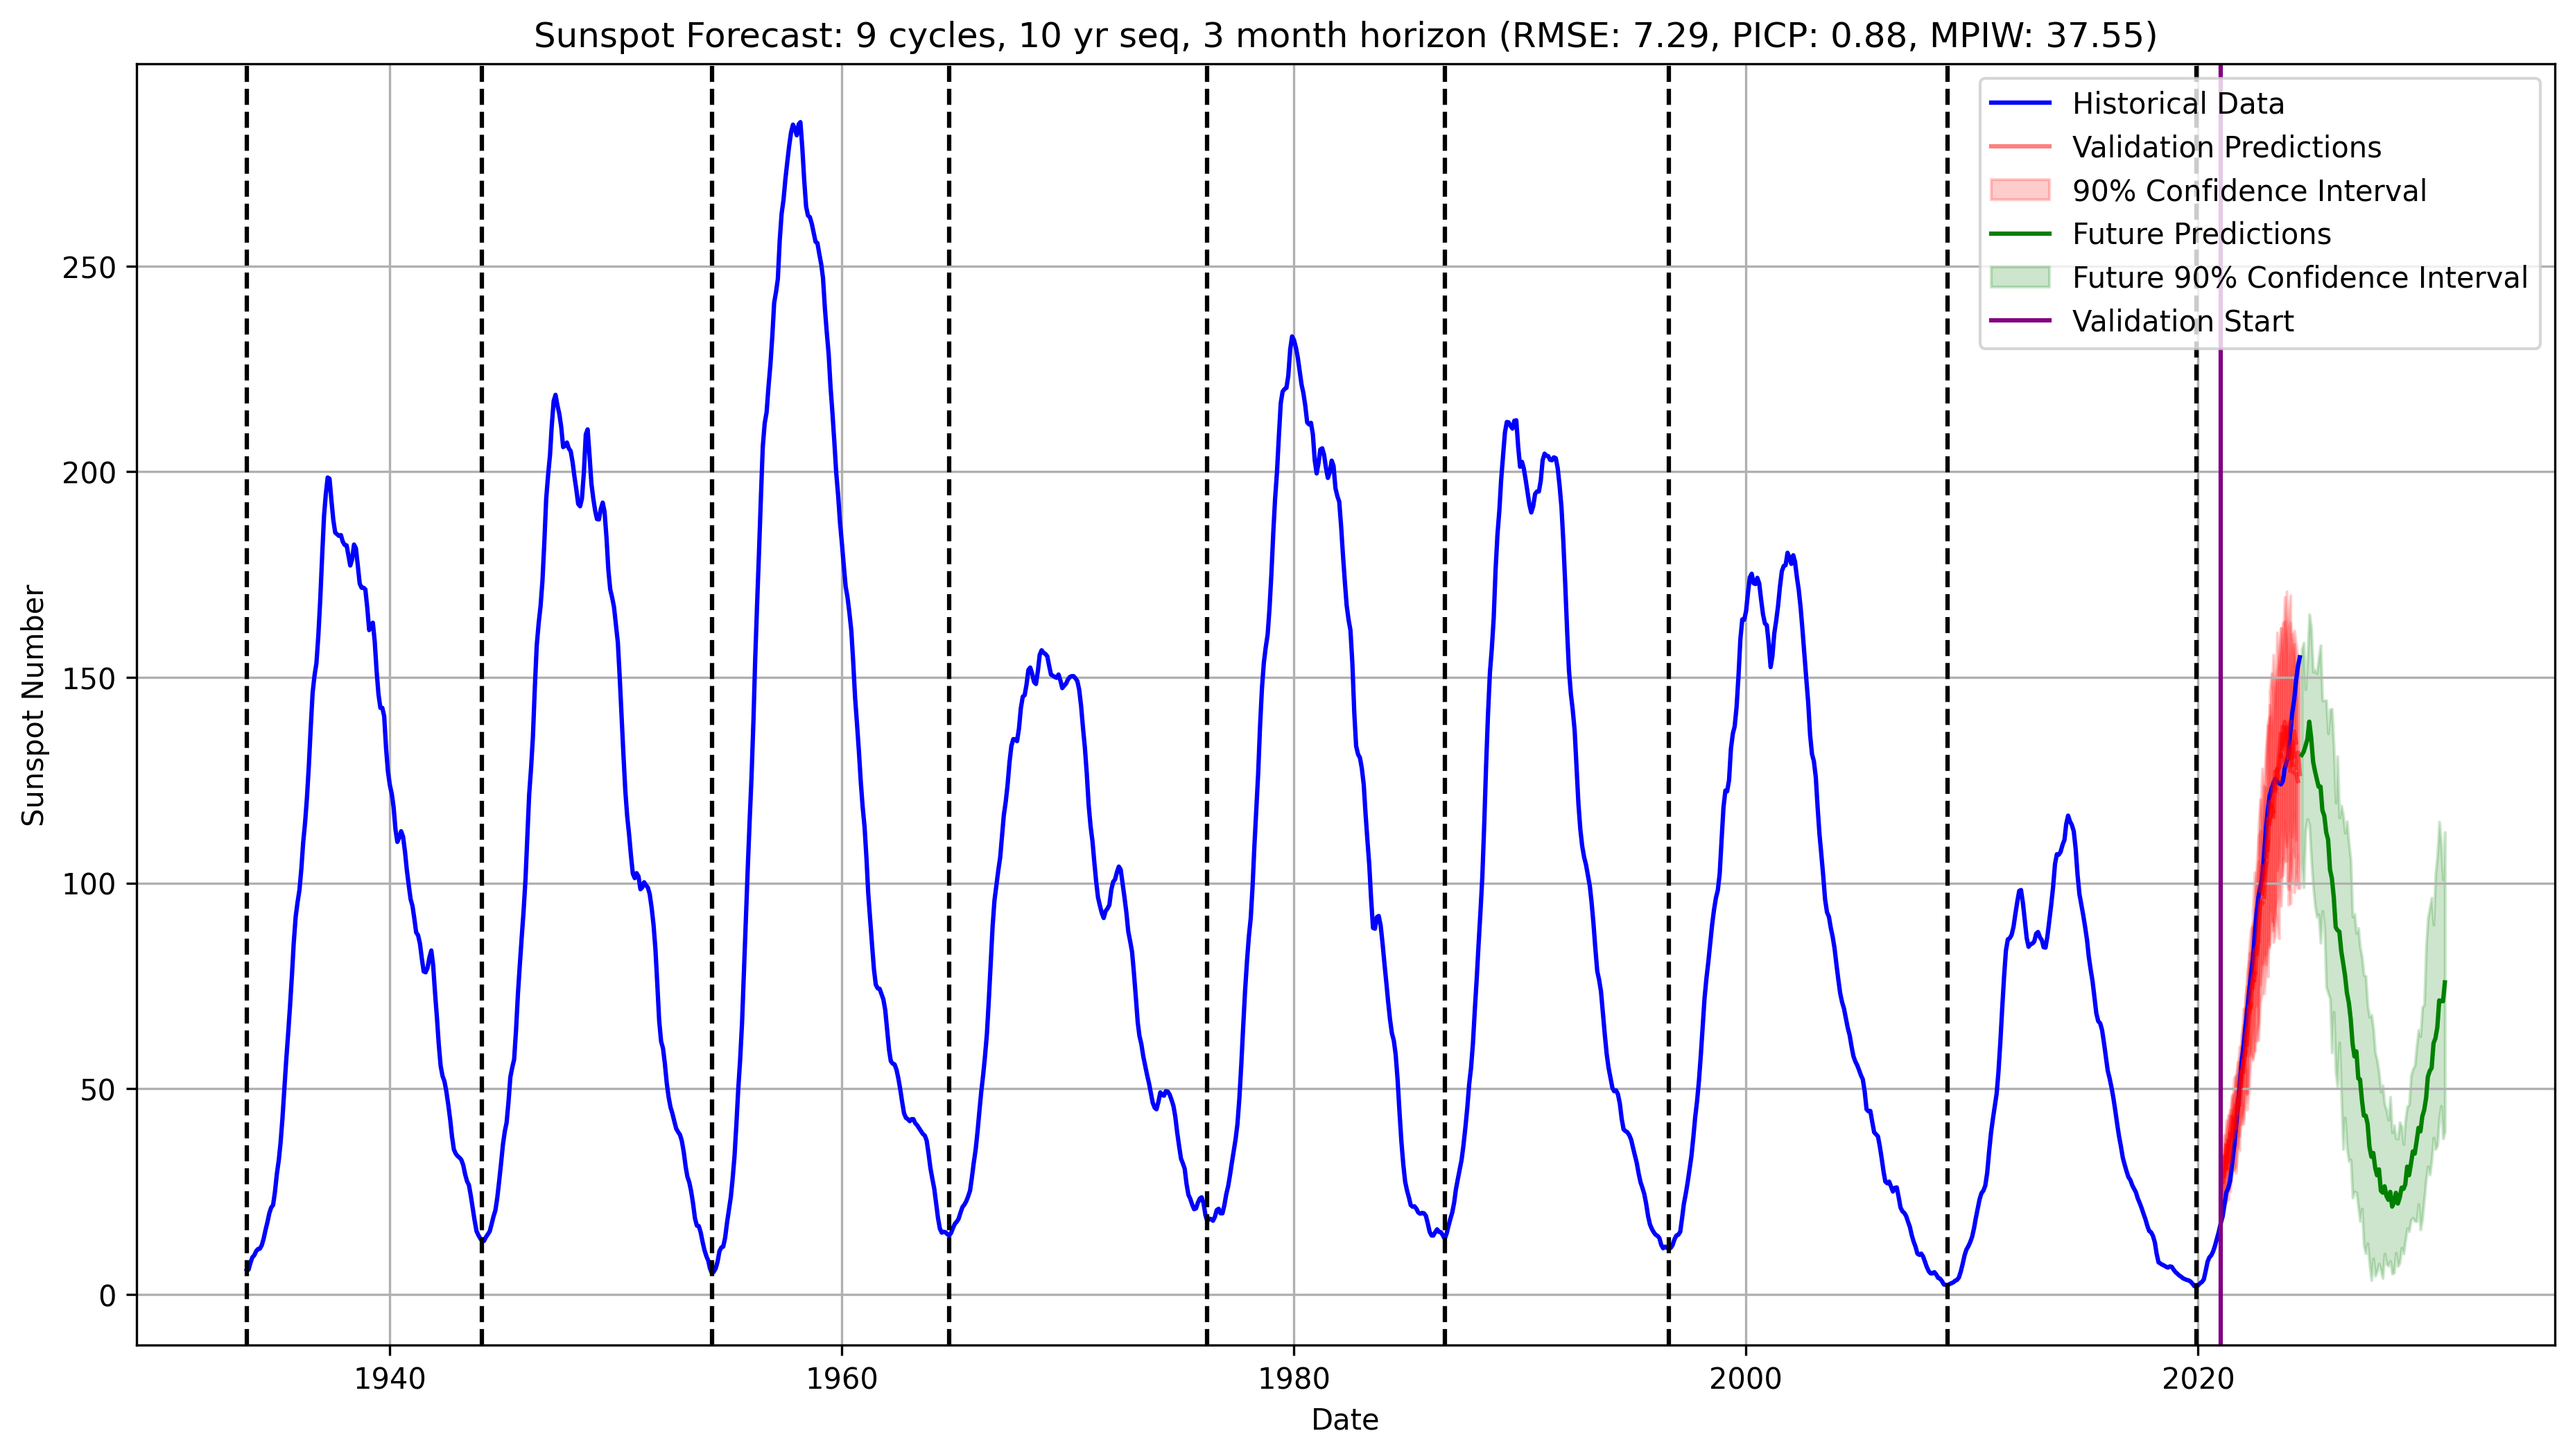 Sunspot Forecast: 9 cycles, 10 yr seq, 3 month horizon (RMSE: 7.29, PICP: 0.88, MPIW: 37.55)
Historical Data
Validation Predictions
90% Confidence Interval
Future Predictions
Future 90% Confidence Interval
Validation Start
Sunspot Number
250
200
150
100
50
0
1940
1960
1980
2000
2020
Date